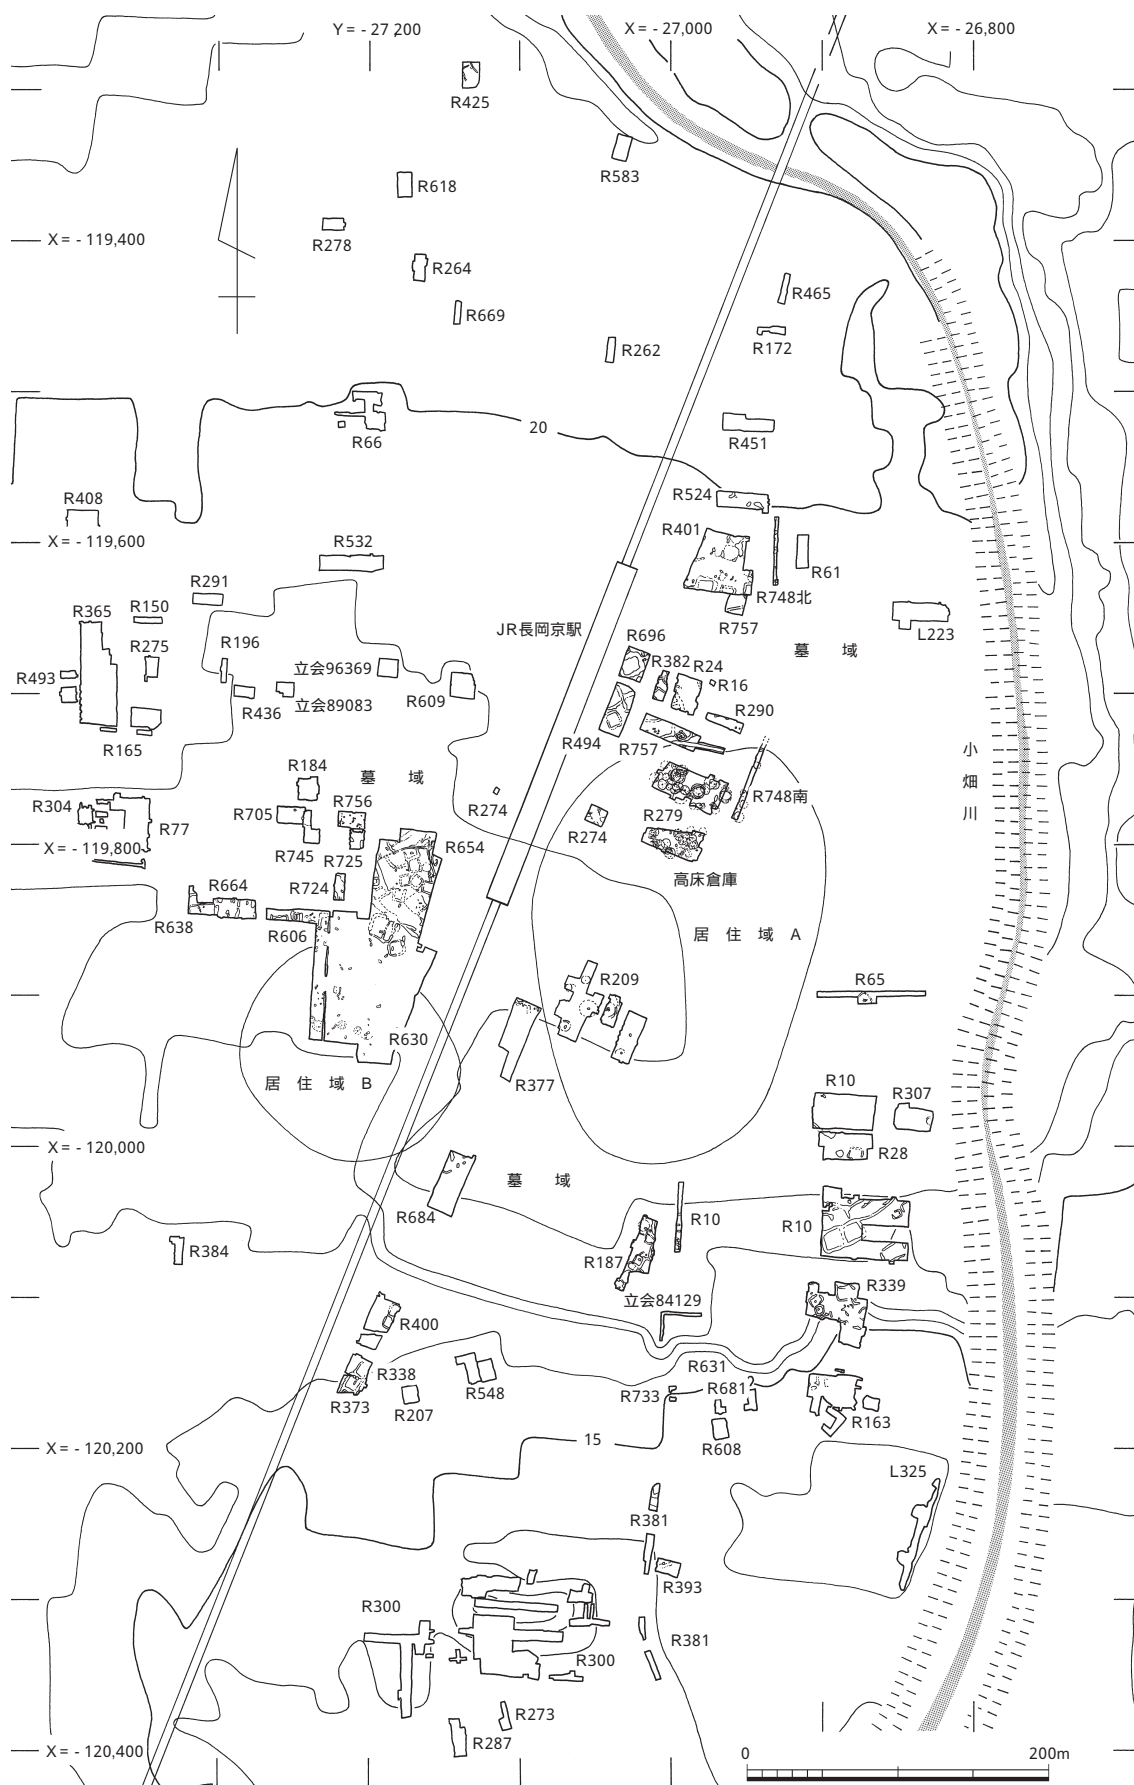 Y = - 27,200
X = - 27,000
X = - 26,800
R425
R583
R618
R278
X = - 119,400
R264
R465
R669
R172
R262
R66
20
R451
R408
R524
R401
X = - 119,600
R532
R61
R291
R748北
R365
R150
R757
L223
JR長岡京駅
R275
R196
R696
墓 域
立会96369
R382
R24
R493
R16
R436
立会89083
R609
R290
R165
R494
R757
小畑川
R184
墓 域
R304
R756
R274
R748南
R705
R279
R77
R274
X = - 119,800
R745
R725
R654
高床倉庫
R664
R724
R638
R606
居 住 域 A
R209
R65
R630
居 住 域 B
R377
R10
R307
X = - 120,000
R28
墓 域
R684
R10
R10
R384
R187
R339
立会84129
R400
R631
R338
R548
R733
R681
R373
R207
R163
X = - 120,200
15
R608
L325
R381
R393
R300
R381
R300
R273
R287
X = - 120,400
0
200m